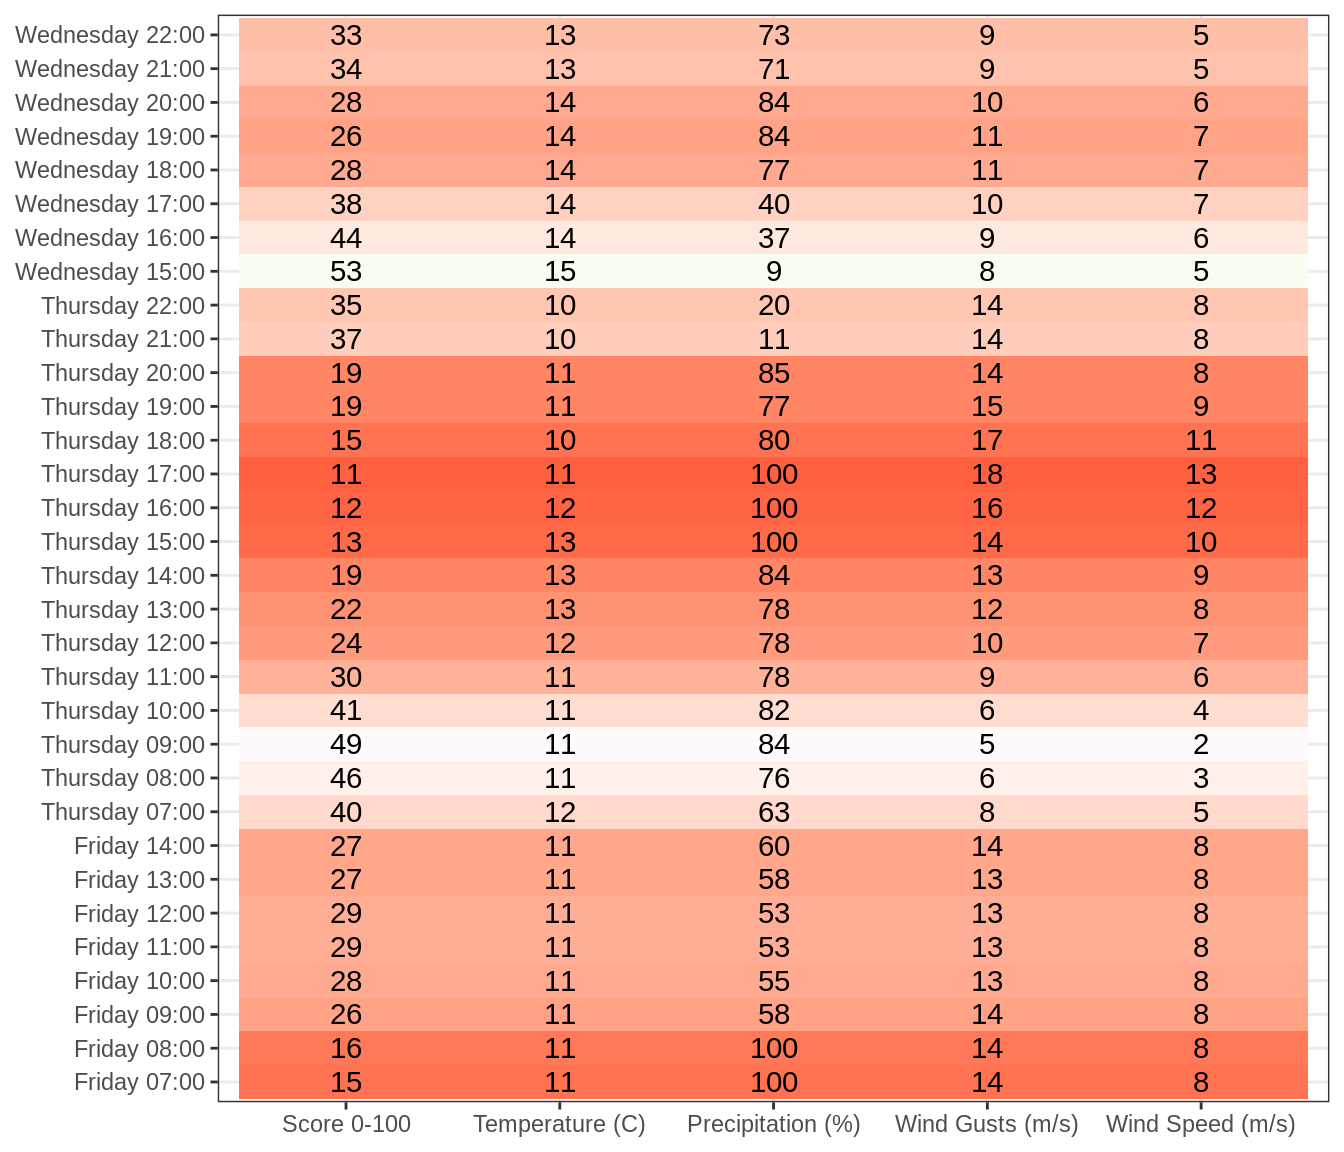 Wednesday 22:00 33 13 73 9 5
Wednesday 21:00 34 13 71 9 5
Wednesday 20:00 28 14 84 10 6
Wednesday 19:00 26 14 84 11 7
Wednesday 18:00 28 14 77 11 7
Wednesday 17:00 38 14 40 10 7
Wednesday 16:00 44 14 37 9 6
Wednesday 15:00 53 15 9 8 5
Thursday 22:00 35 10 20 14 8
Thursday 21:00 37 10 11 14 8
Thursday 20:00 19 11 85 14 8
Thursday 19:00 19 11 77 15 9
Thursday 18:00 15 10 80 17 11
Thursday 17:00 11 11 100 18 13
Thursday 16:00 12 12 100 16 12
Thursday 15:00 13 13 100 14 10
Thursday 14:00 19 13 84 13 9
Thursday 13:00 22 13 78 12 8
Thursday 12:00 24 12 78 10 7
Thursday 11:00 30 11 78 9 6
Thursday 10:00 41 11 82 6 4
Thursday 09:00 49 11 84 5 2
Thursday 08:00 46 11 76 6 3
Thursday 07:00 40 12 63 8 5
Friday 14:00 27 11 60 14 8
Friday 13:00 27 11 58 13 8
Friday 12:00 29 11 53 13 8
Friday 11:00 29 11 53 13 8
Friday 10:00 28 11 55 13 8
Friday 09:00 26 11 58 14 8
Friday 08:00 16 11 100 14 8
Friday 07:00 15 11 100 14 8
Score 0-100 Temperature (C) Precipitation (%) Wind Gusts (m/s) Wind Speed (m/s)